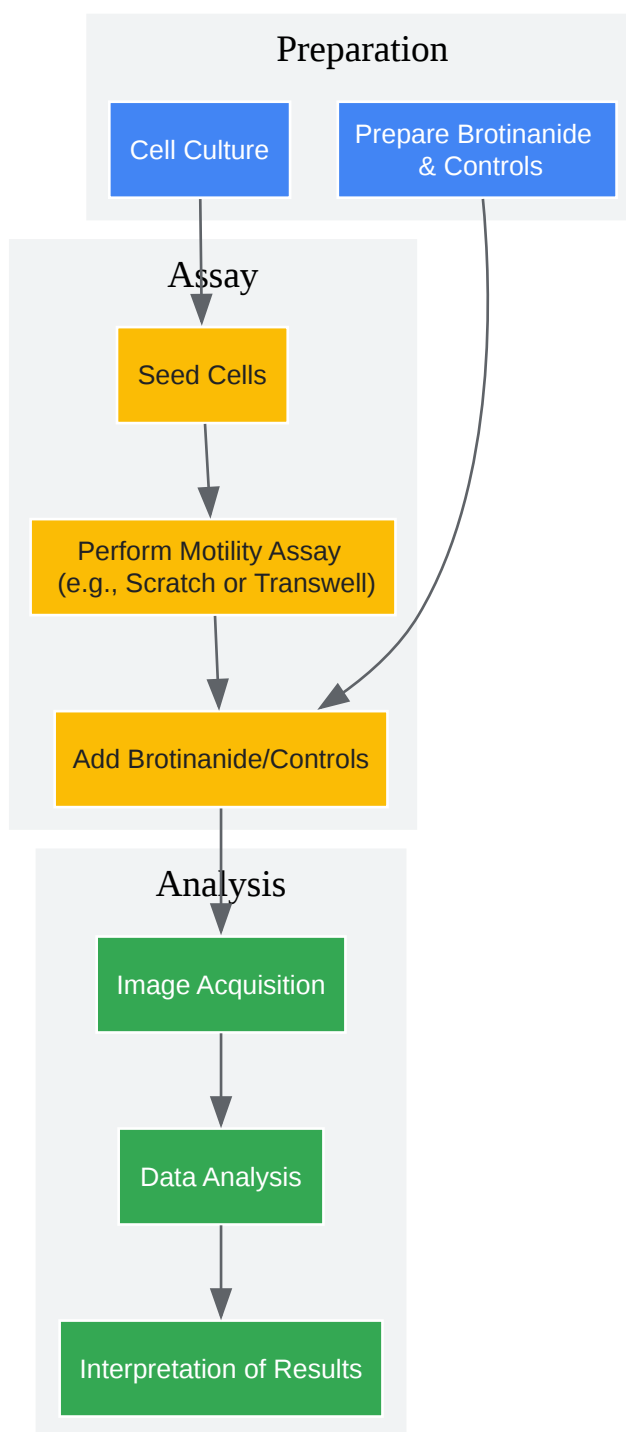 Preparation
Cell Culture
Prepare Brotinanide
& Controls
Assay
Seed Cells
Perform Motility Assay
(e.g., Scratch or Transwell)
Add Brotinanide/Controls
Analysis
Image Acquisition
Data Analysis
Interpretation of Results